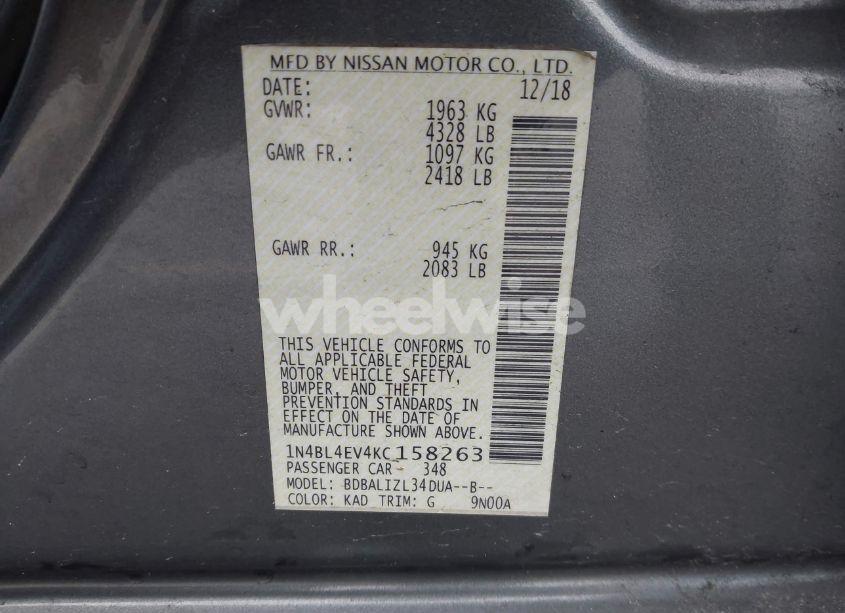 MFD BY NISSAN MOTOR CO., LTD.
DATE: 12/18
GVWR: 1963 KG
4328 LB
GAWR FR.: 1097 KG
2418 LB
GAWR RR.: 945 KG
2083 LB
wheelwise
THIS VEHICLE CONFORMS TO
ALL APPLICABLE FEDERAL
MOTOR VEHICLE SAFETY,
BUMPER, AND THEFT
PREVENTION STANDARDS IN
EFFECT ON THE DATE OF
MANUFACTURE SHOWN ABOVE.
1N4BL4EV4KC158263
PASSENGER CAR 348
MODEL: BDBALIZL34DUA--B--
COLOR: KAD TRIM: G 9N00A